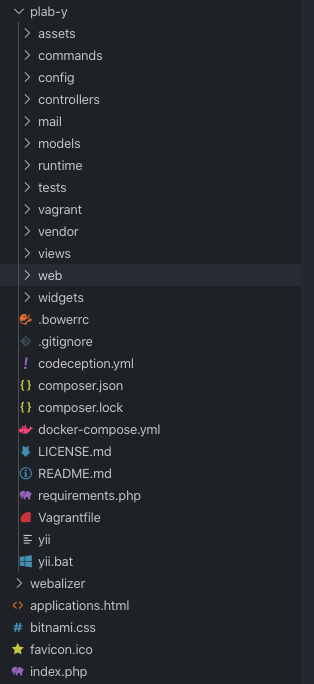 plab-y
assets
commands
config
controllers
mail
models
runtime
tests
vagrant
vendor
views
web
widgets
.bowerrc
.gitignore
codeception.yml
composer.json
composer.lock
docker-compose.yml
LICENSE.md
README.md
requirements.php
Vagrantfile
yii
yii.bat
webalizer
applications.html
bitnami.css
favicon.ico
index.php